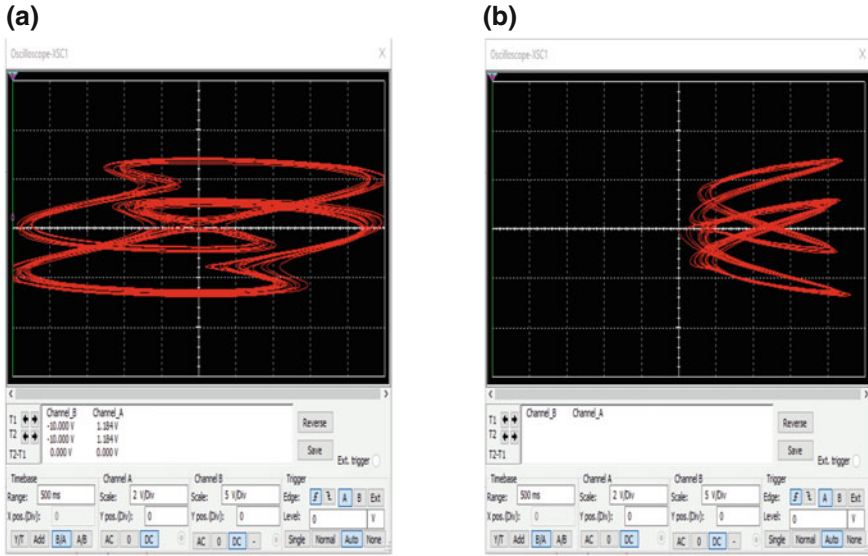 (a)
Oscilloscope-XSC1
X
T1
T2
T2-T1
Channel_B Channel_A
-10.000 V 1.184 V
-10.000 V 1.184 V
0.000 V 0.000 V
Reverse
Save
Ext. trigger
Timebase
Range: 500 ms
X pos.(Div): 0
Y/T Add B/A A/B
Channel A
Scale: 2 V/Div
Y pos.(Div): 0
AC 0 DC
Channel B
Scale: 5 V/Div
Y pos.(Div): 0
AC 0 DC -
Trigger
Edge: A B Ext
Level: 0 V
Single Normal Auto None
(b)
Oscilloscope-XSC1
X
T1
T2
T2-T1
Channel_B Channel_A
Reverse
Save
Ext. trigger
Timebase
Range: 500 ms
X pos.(Div): 0
Y/T Add B/A A/B
Channel A
Scale: 2 V/Div
Y pos.(Div): 0
AC 0 DC
Channel B
Scale: 5 V/Div
Y pos.(Div): 0
AC 0 DC -
Trigger
Edge: A B Ext
Level: 0 V
Single Normal Auto None